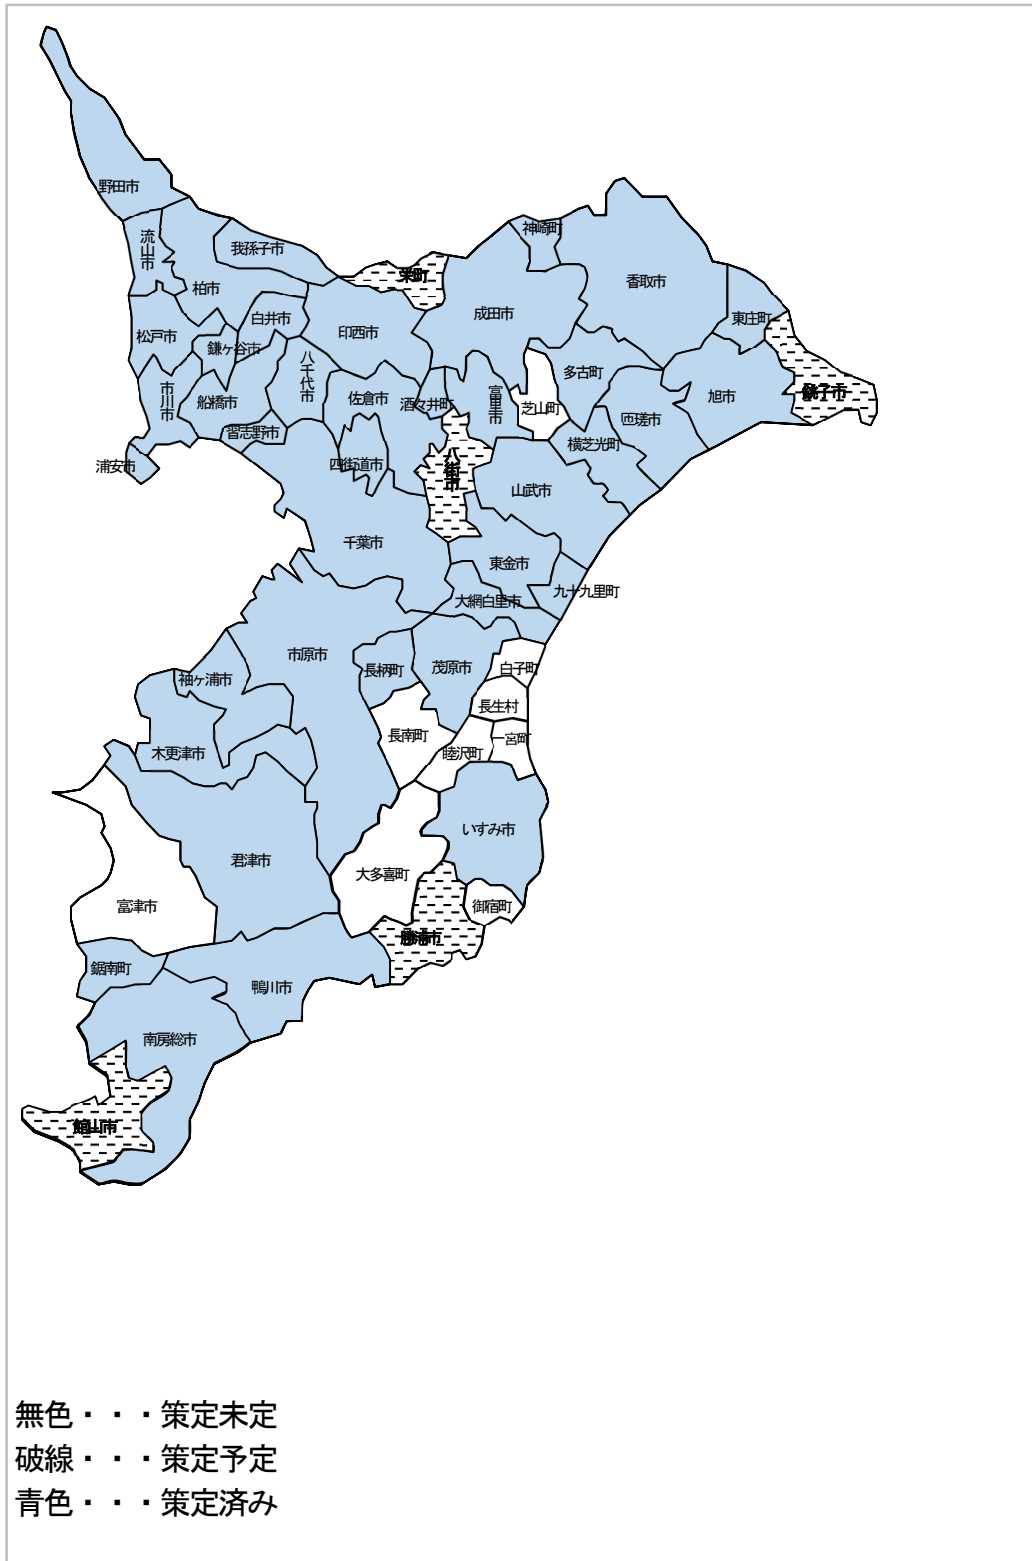 野田市
流山市
我孫子市
柏市
栄町
神崎町
香取市
成田市
東庄町
白井市
印西市
松戸市
鎌ヶ谷市
八千代市
市川市
船橋市
佐倉市
酒々井町
富里市
芝山町
多古町
旭市
銚子市
匝瑳市
習志野市
横芝光町
浦安市
四街道市
八街市
山武市
千葉市
東金市
九十九里町
大網白里市
市原市
長柄町
茂原市
白子町
袖ヶ浦市
長生村
長南町
一宮町
木更津市
睦沢町
いすみ市
君津市
大多喜町
富津市
御宿町
勝浦市
鋸南町
鴨川市
南房総市
館山市
無色・・・策定未定
破線・・・策定予定
青色・・・策定済み